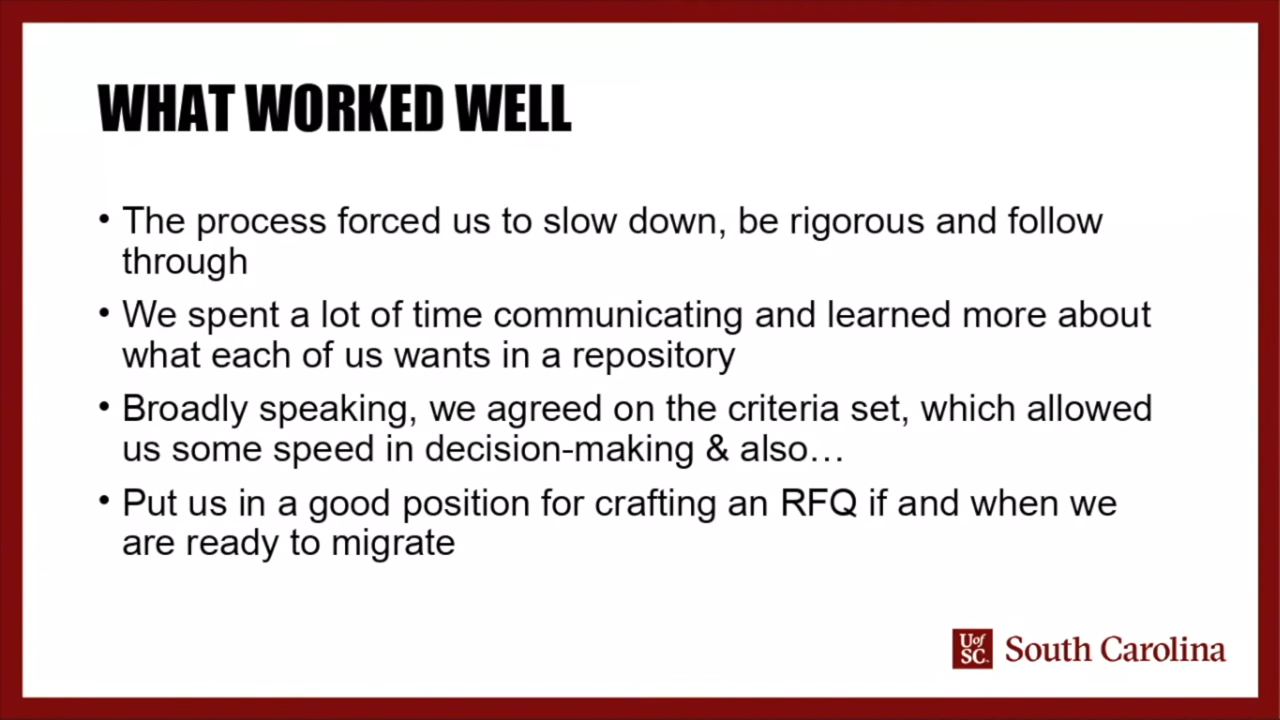 WHAT WORKED WELL
• The process forced us to slow down, be rigorous and follow
through
• We spent a lot of time communicating and learned more about
what each of us wants in a repository
• Broadly speaking, we agreed on the criteria set, which allowed
us some speed in decision-making & also…
• Put us in a good position for crafting an RFQ if and when we
are ready to migrate
UofSC. South Carolina